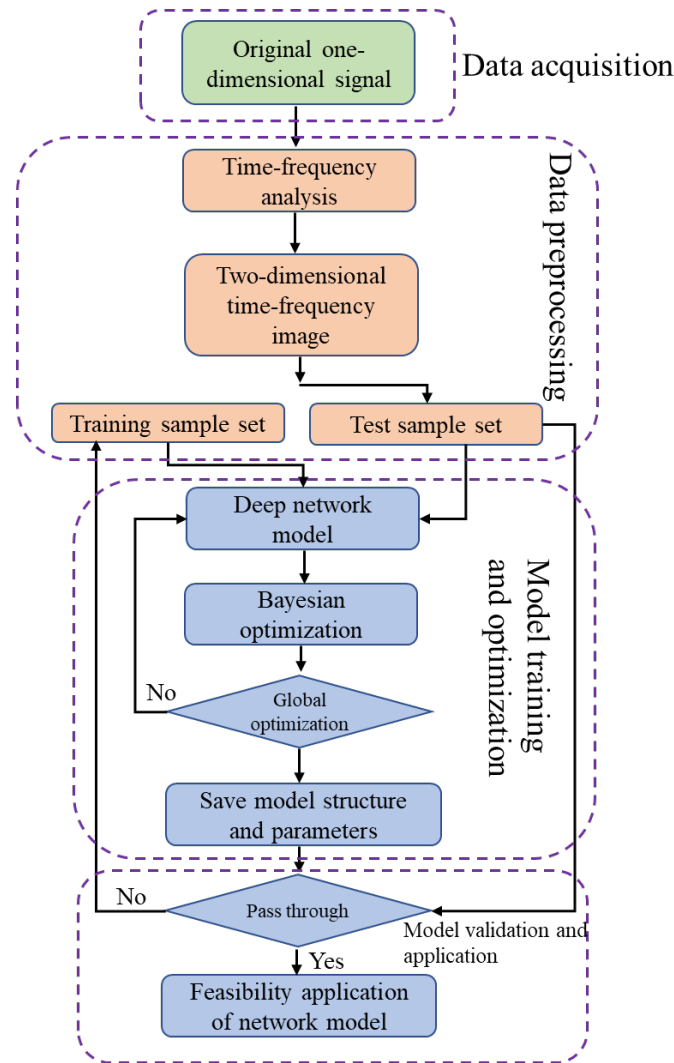 Original one-
dimensional signal
Data acquisition
Time-frequency
analysis
Two-dimensional
time-frequency
image
Data preprocessing
Training sample set
Test sample set
Deep network
model
Bayesian
optimization
Model training
and optimization
No
Global
optimization
Save model structure
and parameters
No
Pass through
Model validation and
application
Yes
Feasibility application
of network model